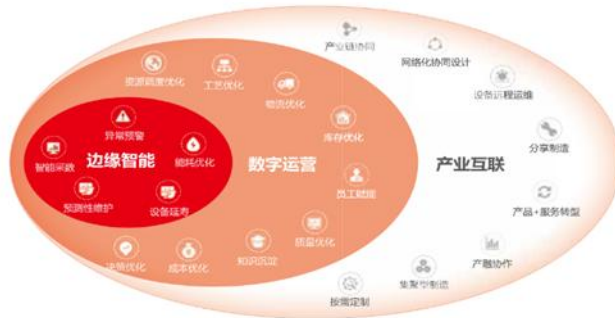 产业链协同
网络化协同设计
设备远程运维
分享制造
产品+服务转型
产融协作
集聚型制造
按需定制
产业互联
资源调度优化
工艺优化
物流优化
库存优化
员工赋能
质量优化
知识沉淀
成本优化
决策优化
数字运营
异常预警
智能采数
能耗优化
预测性维护
设备延寿
边缘智能